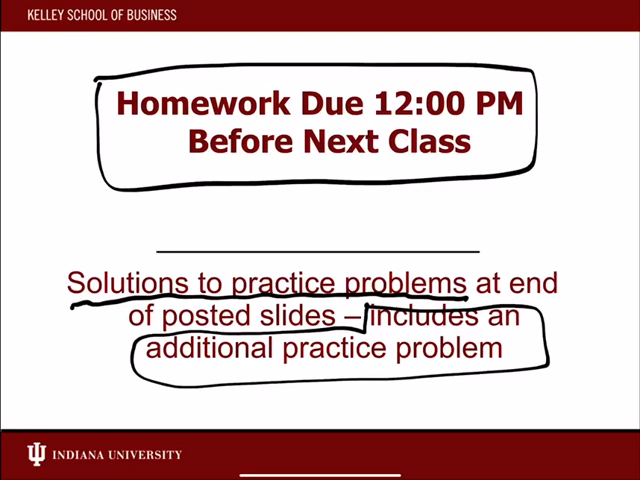 KELLEY SCHOOL OF BUSINESS
Homework Due 12:00 PM
Before Next Class
Solutions to practice problems at end
of posted slides – includes an
additional practice problem
INDIANA UNIVERSITY